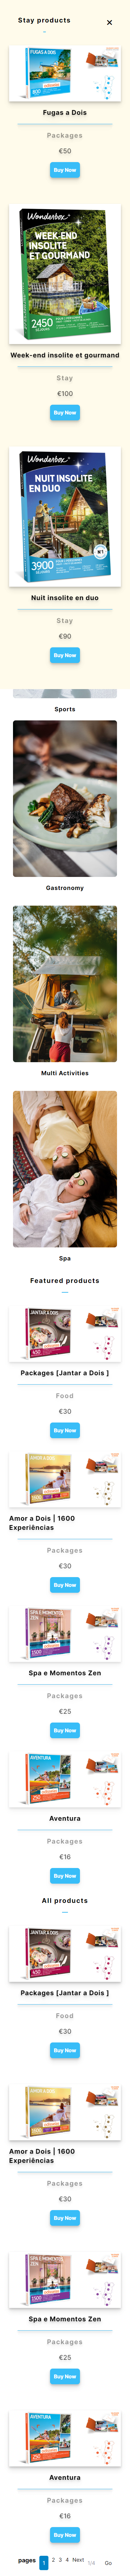 Stay products
×
FUGAS A DOIS
400
Fugas a Dois
Packages
€50
Buy Now
Wonderbox
WEEK-END
INSOLITE
ET GOURMAND
2450
Week-end insolite et gourmand
Stay
€100
Buy Now
Wonderbox
NUIT INSOLITE
EN DUO
N°1
3900
Nuit insolite en duo
Stay
€90
Buy Now
Sports
Gastronomy
Multi Activities
Spa
Featured products
JANTAR A DOIS
450
Packages [Jantar a Dois ]
Food
€30
Buy Now
AMOR A DOIS
1600
Amor a Dois | 1600
Experiências
Packages
€30
Buy Now
SPA E MOMENTOS
ZEN
1500
Spa e Momentos Zen
Packages
€25
Buy Now
AVENTURA
250
Aventura
Packages
€16
Buy Now
All products
JANTAR A DOIS
450
Packages [Jantar a Dois ]
Food
€30
Buy Now
AMOR A DOIS
1600
Amor a Dois | 1600
Experiências
Packages
€30
Buy Now
SPA E MOMENTOS
ZEN
1500
Spa e Momentos Zen
Packages
€25
Buy Now
AVENTURA
250
Aventura
Packages
€16
Buy Now
pages 1 2 3 4 Next 1/4 Go